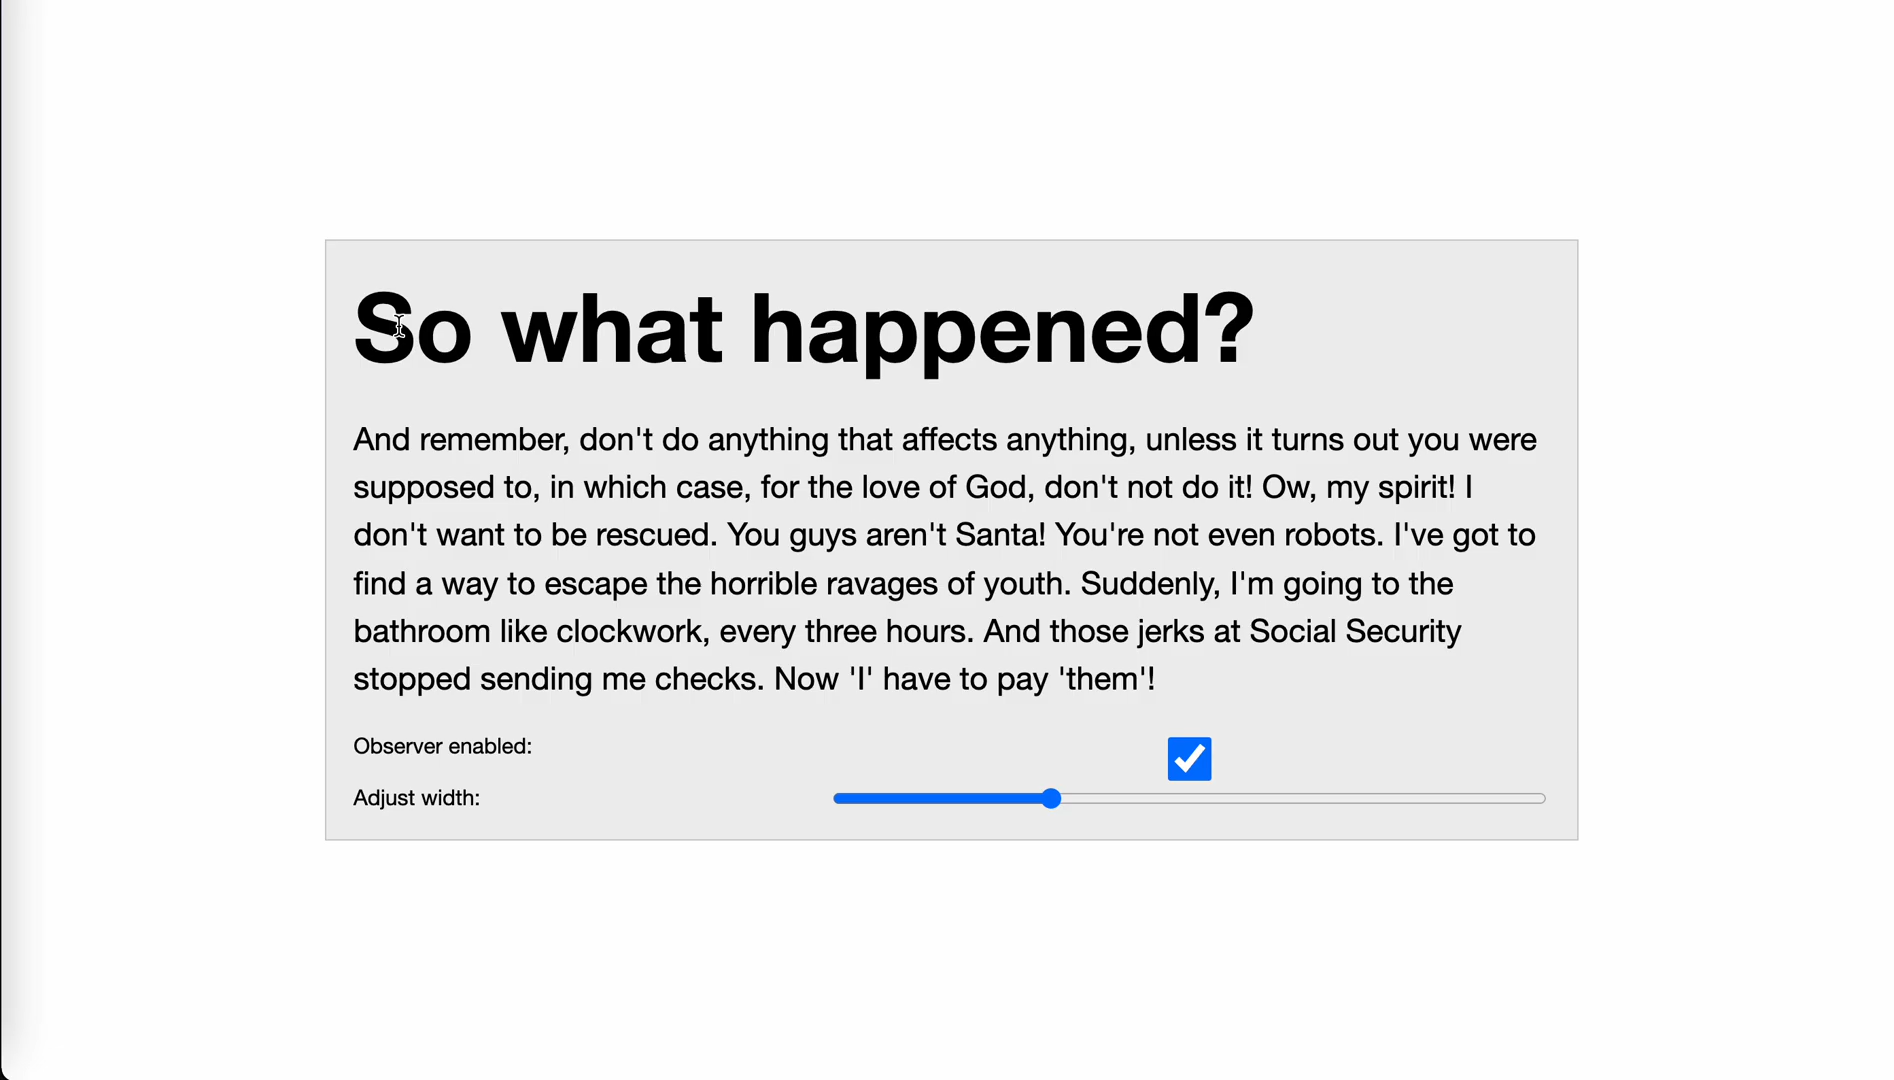 So what happened?
And remember, don't do anything that affects anything, unless it turns out you were
supposed to, in which case, for the love of God, don't not do it! Ow, my spirit! I
don't want to be rescued. You guys aren't Santa! You're not even robots. I've got to
find a way to escape the horrible ravages of youth. Suddenly, I'm going to the
bathroom like clockwork, every three hours. And those jerks at Social Security
stopped sending me checks. Now 'I' have to pay 'them'!
Observer enabled:
Adjust width: